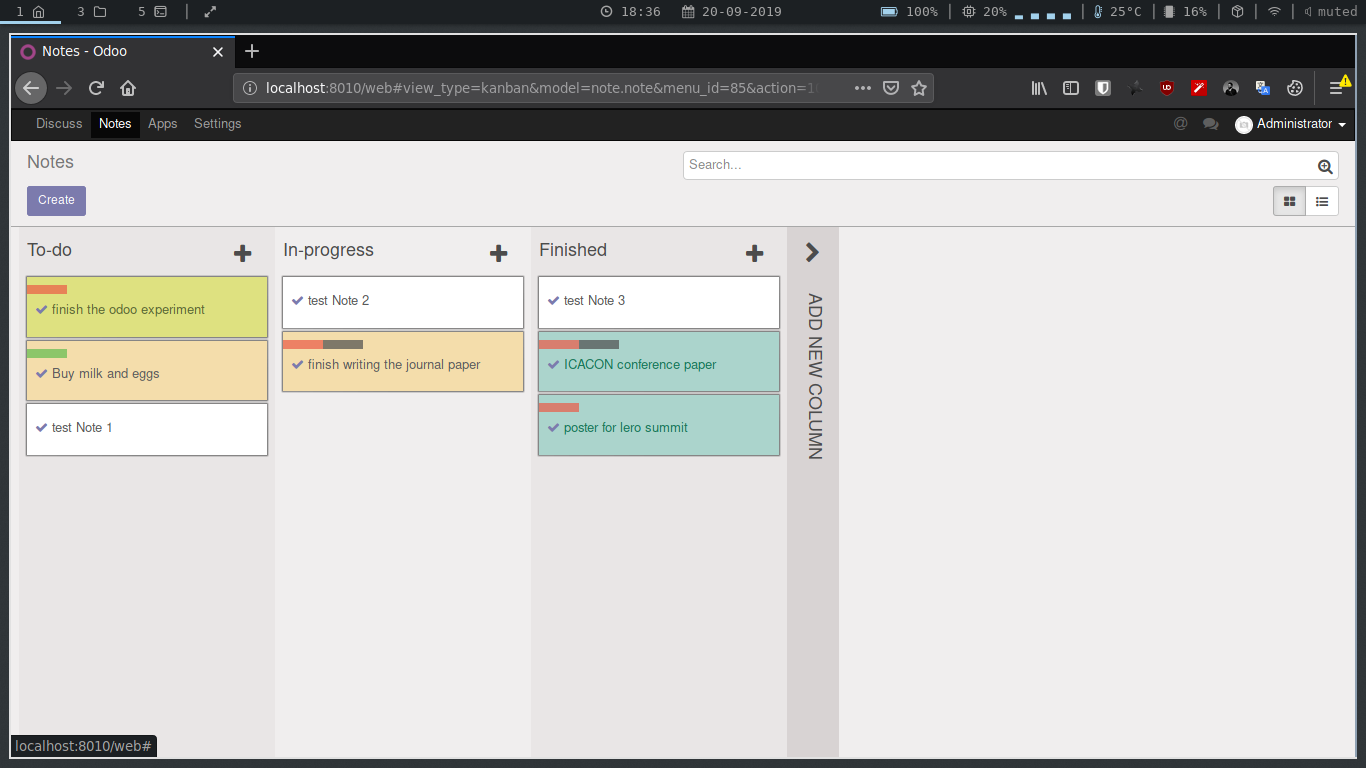 1 3 5 18:36 20-09-2019 100% 20% 25°C 16% muted
Notes - Odoo
localhost:8010/web#view_type=kanban&model=note.note&menu_id=85&action=1
Discuss Notes Apps Settings @ Administrator
Notes
Search...
Create
To-do
finish the odoo experiment
Buy milk and eggs
test Note 1
In-progress
test Note 2
finish writing the journal paper
Finished
test Note 3
ICACON conference paper
poster for lero summit
ADD NEW COLUMN
localhost:8010/web#